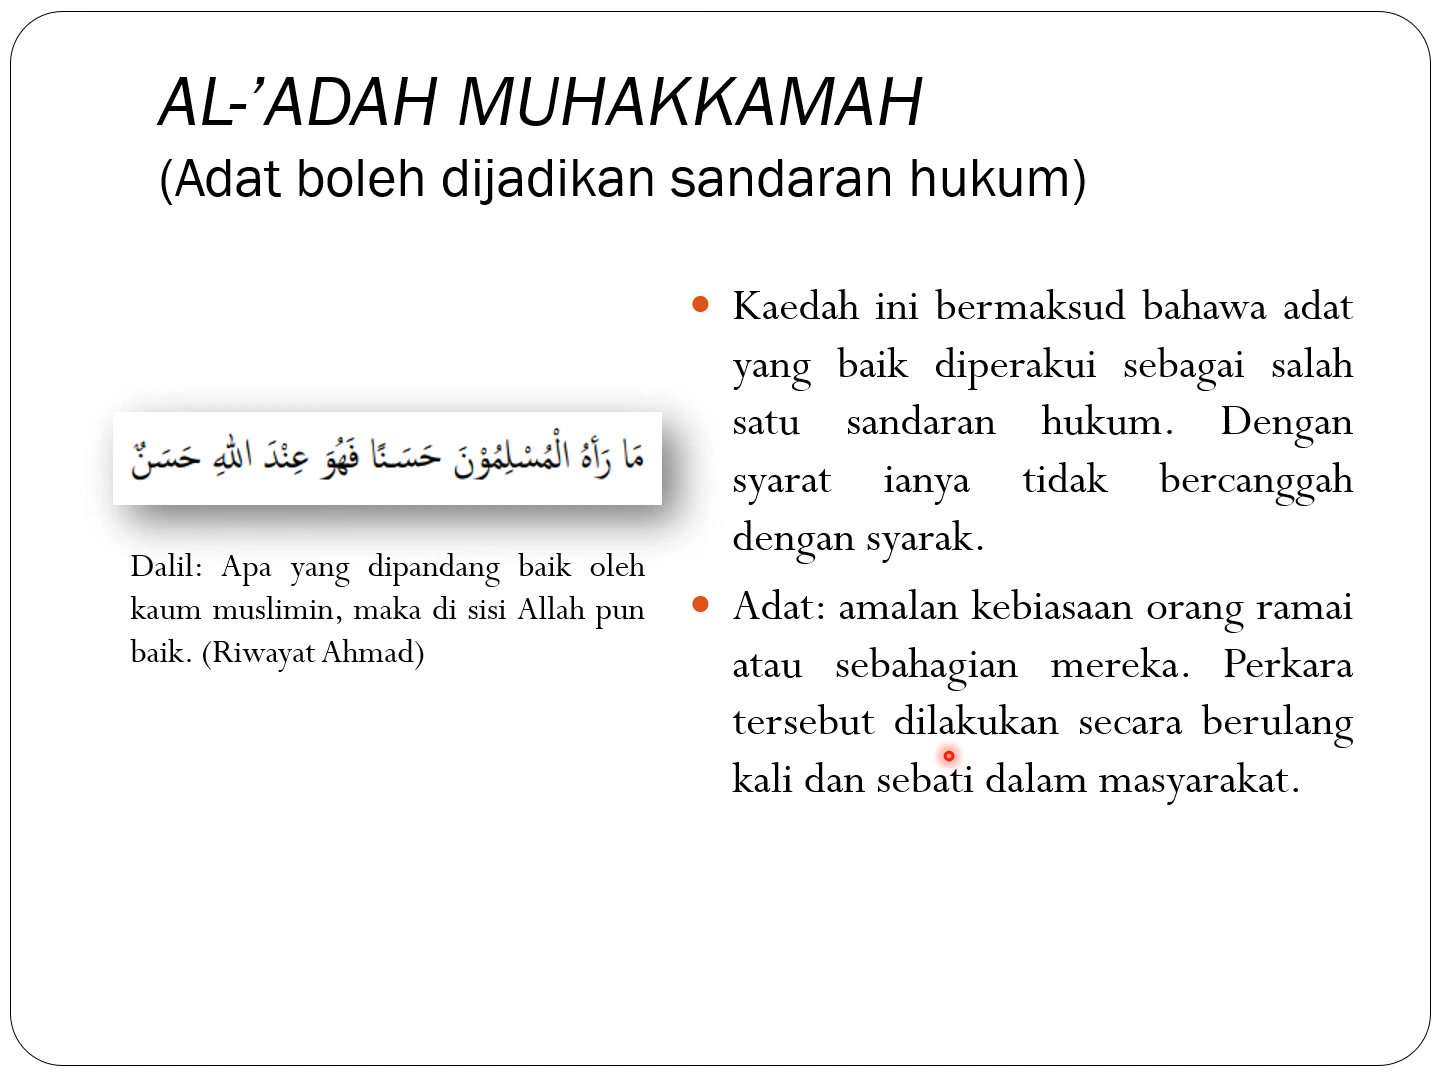 AL-’ADAH MUHAKKAMAH
(Adat boleh dijadikan sandaran hukum)
مَا رَأَهُ الْمُسْلِمُوْنَ حَسَنًا فَهُوَ عِنْدَ اللهِ حَسَنٌ
Dalil: Apa yang dipandang baik oleh
kaum muslimin, maka di sisi Allah pun
baik. (Riwayat Ahmad)
• Kaedah ini bermaksud bahawa adat
yang baik diperakui sebagai salah
satu sandaran hukum. Dengan
syarat ianya tidak bercanggah
dengan syarak.
• Adat: amalan kebiasaan orang ramai
atau sebahagian mereka. Perkara
tersebut dilakukan secara berulang
kali dan sebati dalam masyarakat.